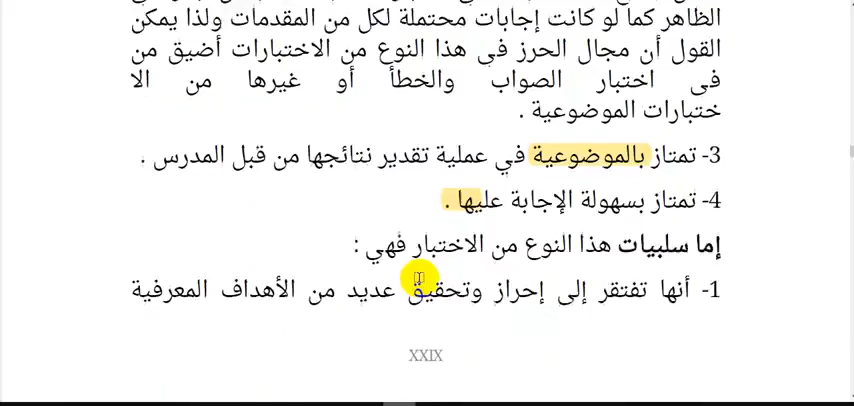 الظاهر كما لو كانت إجابات محتملة لكل من المقدمات ولذا يمكن
القول أن مجال الحرز فى هذا النوع من الاختبارات أضيق من
فى اختبار الصواب والخطأ أو غيرها من الا
ختبارات الموضوعية .
3- تمتاز بالموضوعية في عملية تقدير نتائجها من قبل المدرس .
4- تمتاز بسهولة الإجابة عليها .
إما سلبيات هذا النوع من الاختبار فهي :
1- أنها تفتقر إلى إحراز وتحقيق عديد من الأهداف المعرفية
XXIX